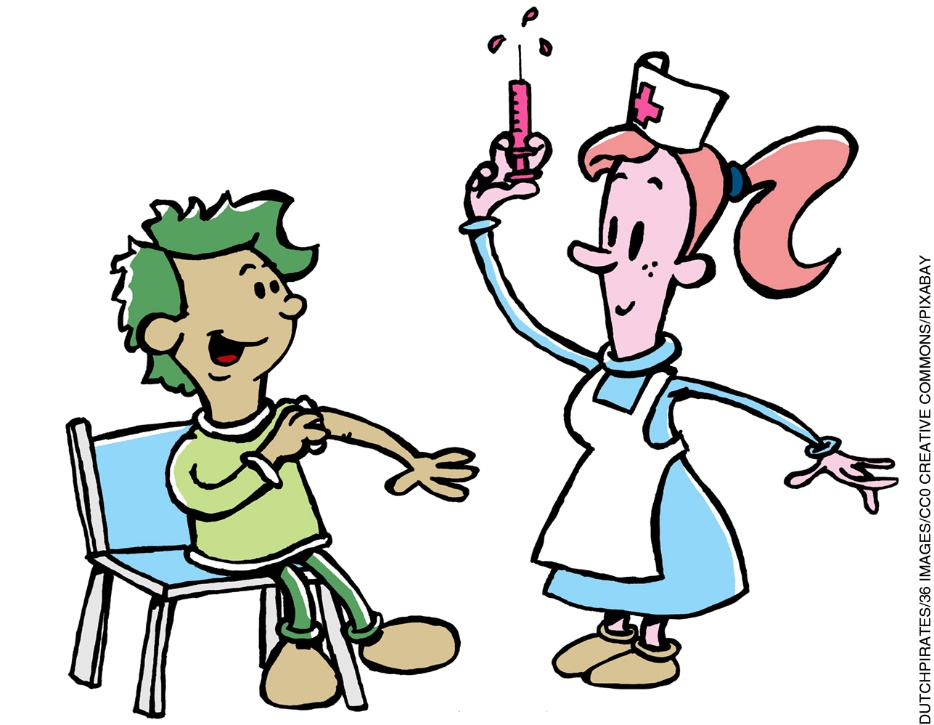 DUTCHPIRATES/36 IMAGES/CC0 CREATIVE COMMONS/PIXABAY